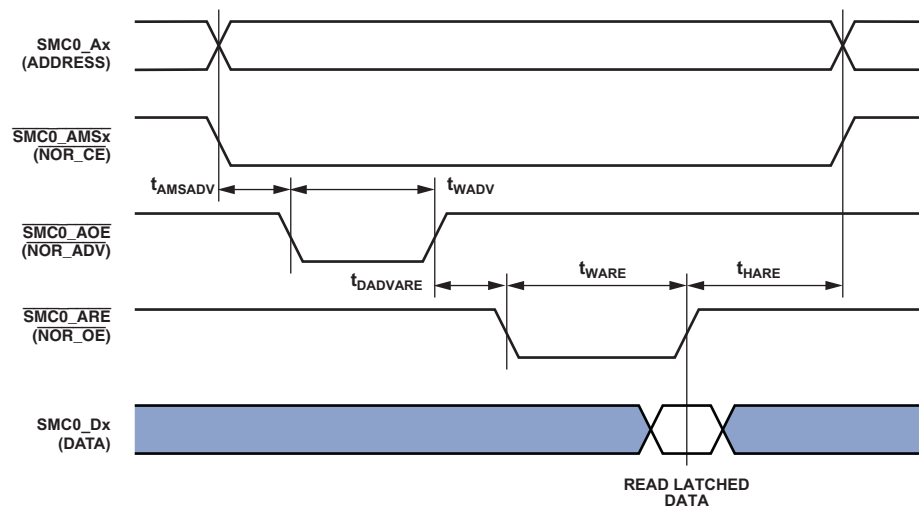 SMC0_Ax
(ADDRESS)
SMC0_AMSx
(NOR_CE)
tAMSADV
tWADV
SMC0_AOE
(NOR_ADV)
tDADVARE
tWARE
tHARE
SMC0_ARE
(NOR_OE)
SMC0_Dx
(DATA)
READ LATCHED
DATA